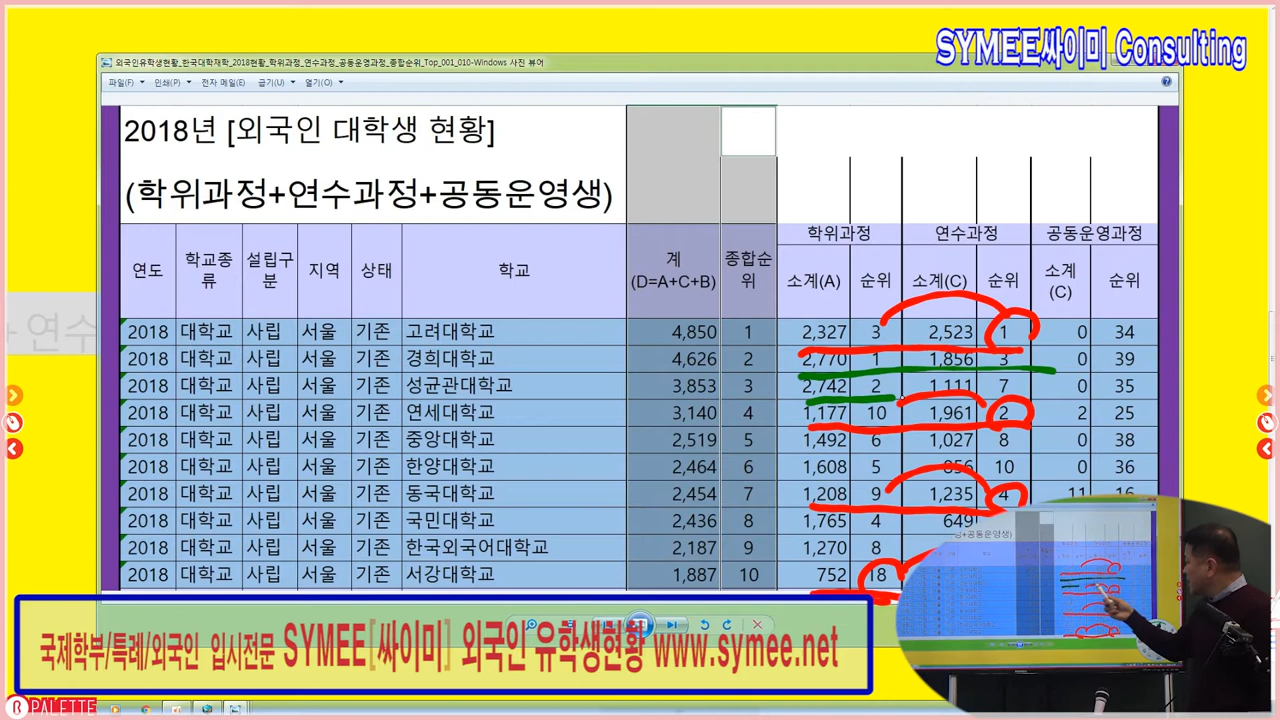 SYMEE싸이미 Consulting
외국인유학생현황_한국대학재학_2018현황_학위과정_연수과정_공동운영과정_종합순위_Top_001_010-Windows 사진 뷰어
파일(F) 인쇄(P) 전자 메일(E) 굽기(U) 열기(O)
2018년 [외국인 대학생 현황]
(학위과정+연수과정+공동운영생)
학위과정 연수과정 공동운영과정
연도 학교종류 설립구분 지역 상태 학교 계 (D=A+C+B) 종합순위 소계(A) 순위 소계(C) 순위 소계 (C) 순위
2018 대학교 사립 서울 기존 고려대학교 4,850 1 2,327 3 2,523 1 0 34
2018 대학교 사립 서울 기존 경희대학교 4,626 2 2,770 1 1,856 3 0 39
2018 대학교 사립 서울 기존 성균관대학교 3,853 3 2,742 2 1,111 7 0 35
2018 대학교 사립 서울 기존 연세대학교 3,140 4 1,177 10 1,961 2 2 25
2018 대학교 사립 서울 기존 중앙대학교 2,519 5 1,492 6 1,027 8 0 38
2018 대학교 사립 서울 기존 한양대학교 2,464 6 1,608 5 856 10 0 36
2018 대학교 사립 서울 기존 동국대학교 2,454 7 1,208 9 1,235 4 11 16
2018 대학교 사립 서울 기존 국민대학교 2,436 8 1,765 4 649
2018 대학교 사립 서울 기존 한국외국어대학교 2,187 9 1,270 8
2018 대학교 사립 서울 기존 서강대학교 1,887 10 752 18
국제학부/특례/외국인 입시전문 SYMEE[싸이미] 외국인 유학생현황 www.symee.net
PALETTE